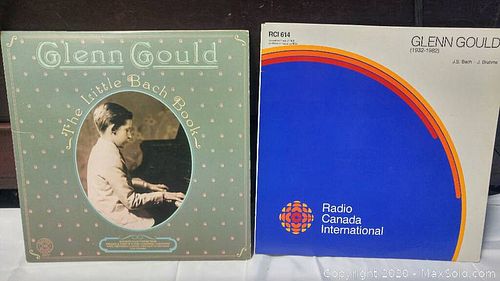 Glenn Gould
The Little Bach Book
RCI 614
GLENN GOULD
(1932-1982)
J.S. Bach - J. Brahms
Radio
Canada
International
Copyright 2020 - MaxSold.com